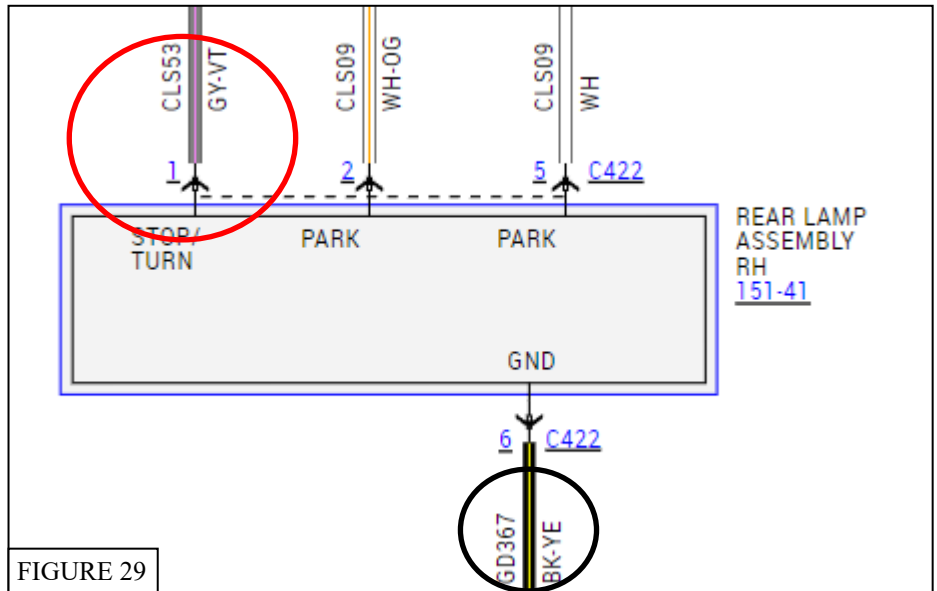 CLS53
GY-VT
CLS09
WH-OG
CLS09
WH
1
2
5 C422
STOP/
TURN
PARK
PARK
REAR LAMP
ASSEMBLY
RH
151-41
GND
6 C422
GD367
BK-YE
FIGURE 29